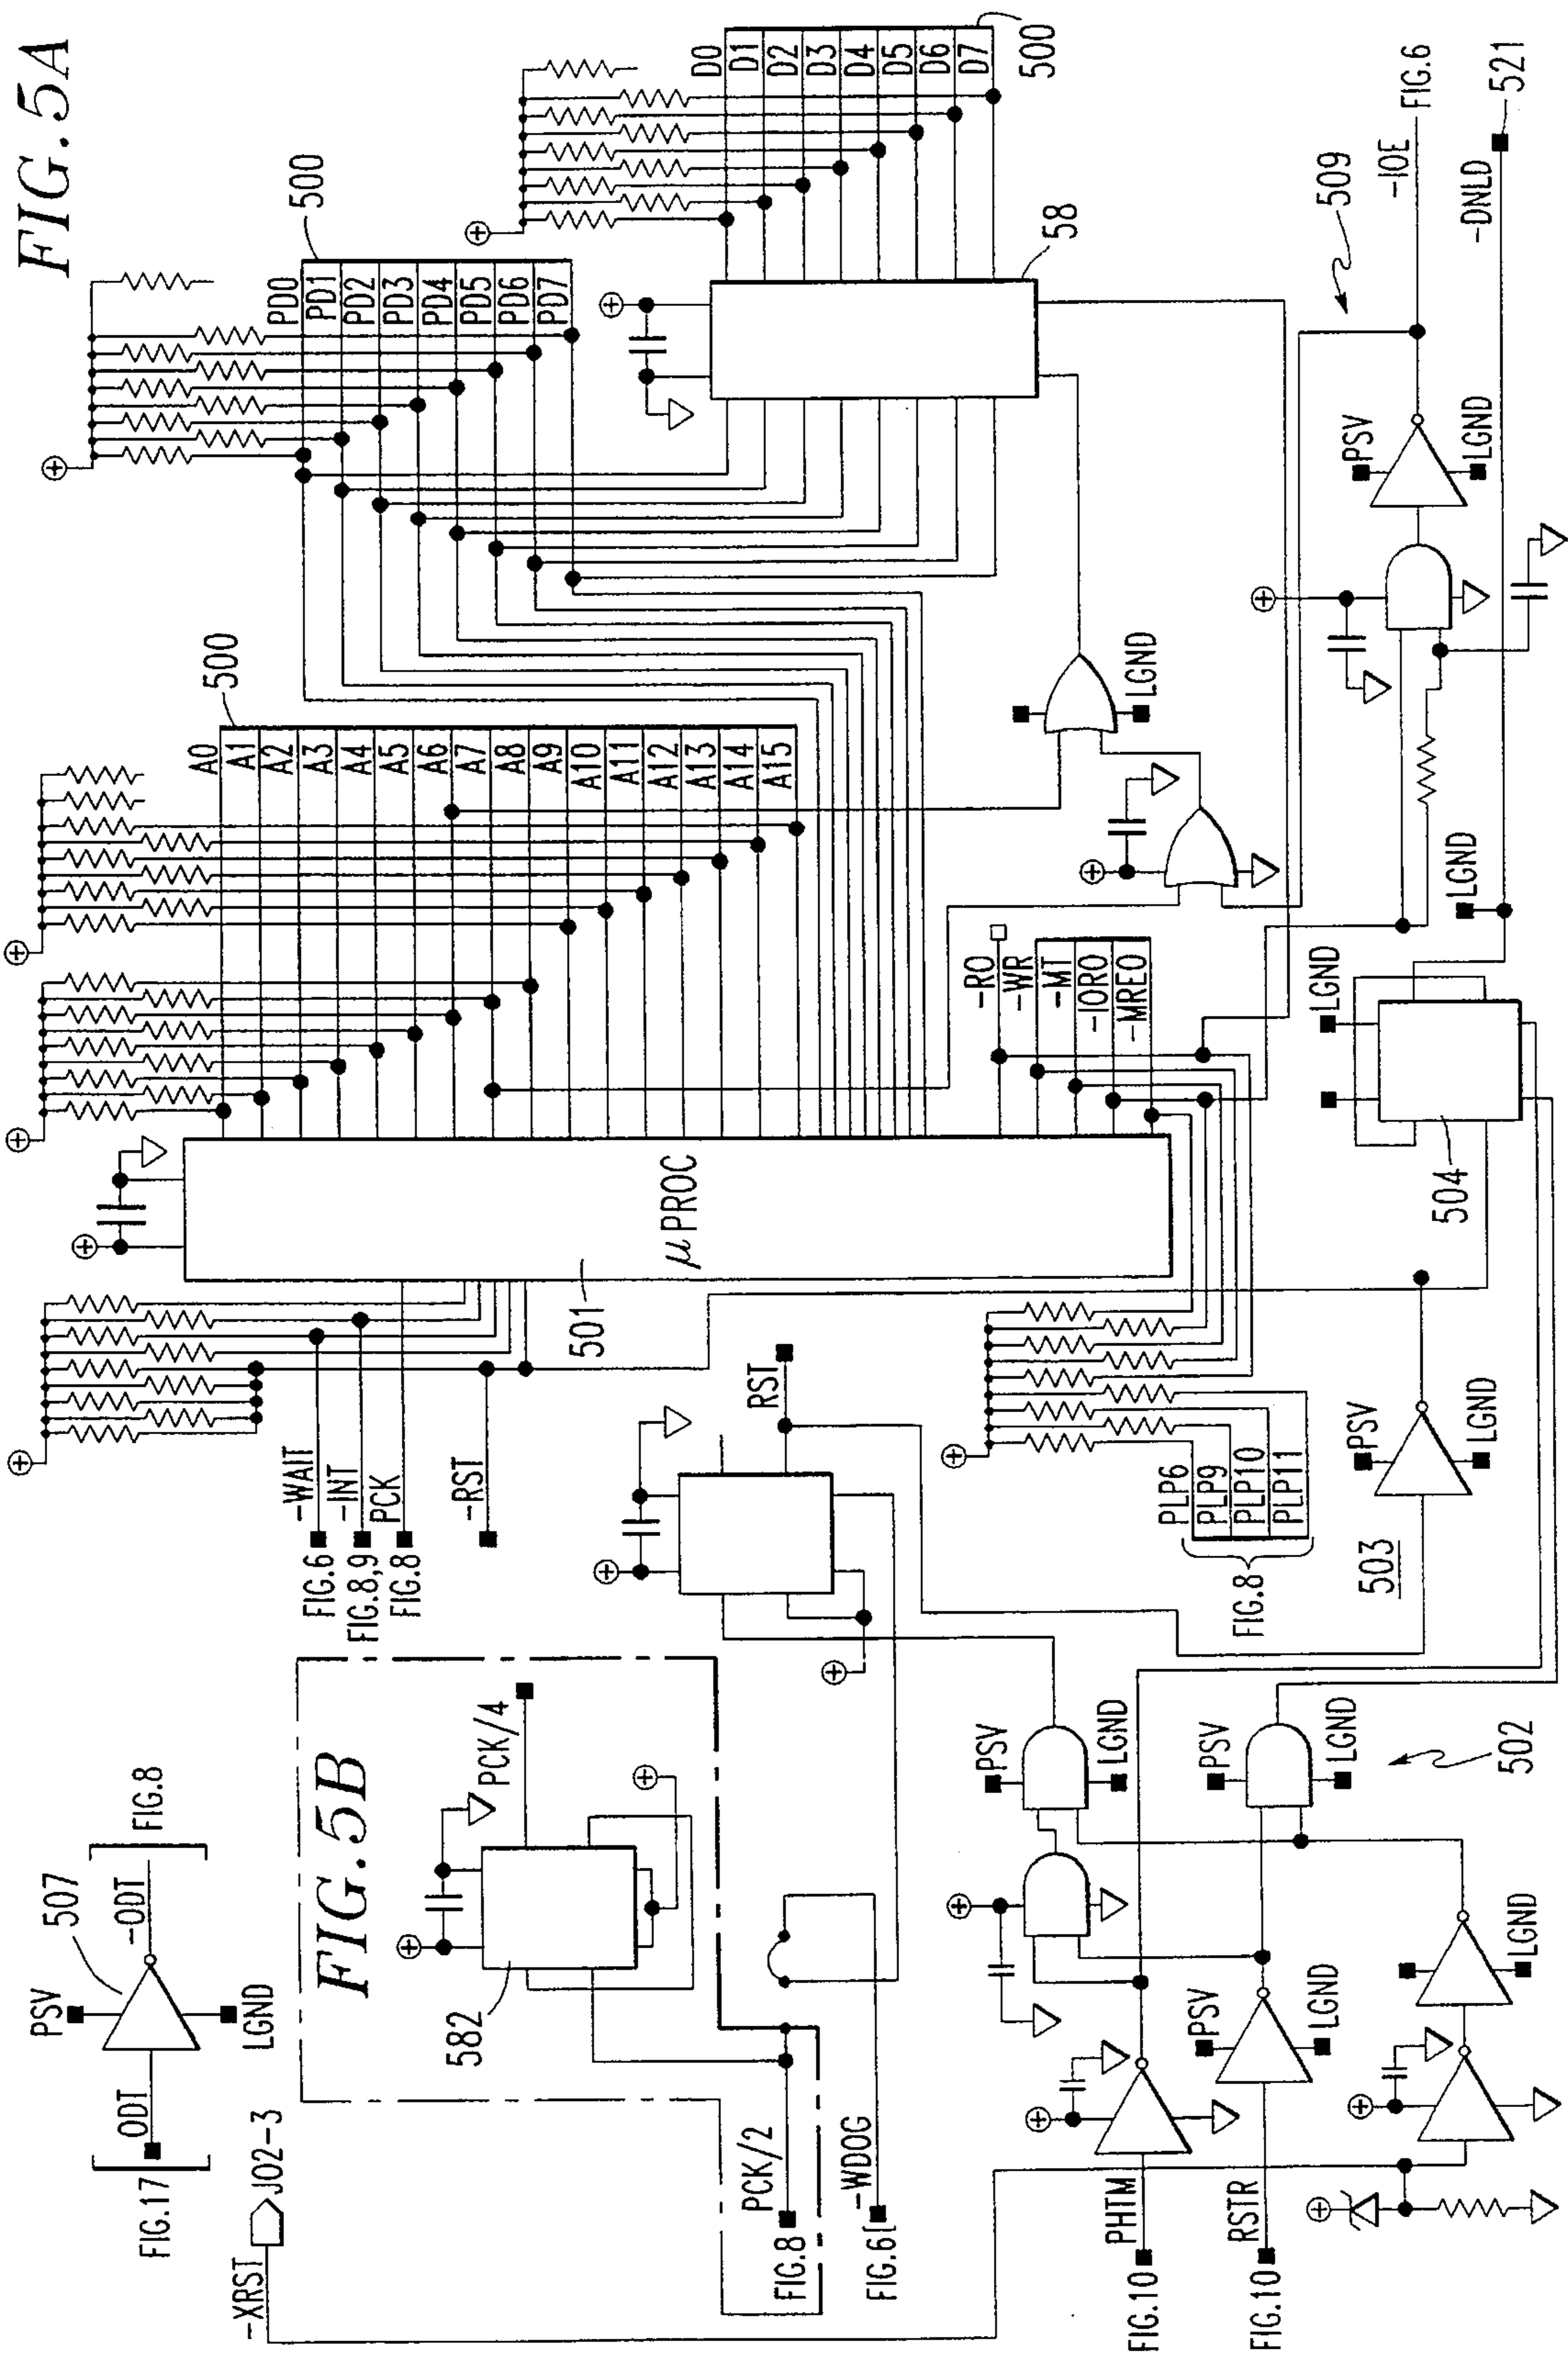 FIG. 5A
500
D0
D1
D2
D3
D4
D5
D6
D7
500
PD0
PD1
PD2
PD3
PD4
PD5
PD6
PD7
58
500
A0
A1
A2
A3
A4
A5
A6
A7
A8
A9
A10
A11
A12
A13
A14
A15
509
-IOE
FIG.6
-DNLD
521
PSV
LGND
LGND
LGND
LGND
-RO
-WR
-MT
-IORO
-MREO
504
μPROC
501
-WAIT
-INT
PCK
-RST
FIG.6
FIG.8,9
FIG.8
RST
PLP6
PLP9
PLP10
PLP11
FIG.8
503
PSV
LGND
507
PSV
ODT
-ODT
LGND
FIG.17
FIG.8
-XRST
J02-3
FIG. 5B
PCK/4
582
PCK/2
FIG.8
-WDOG
FIG.6[
PSV
LGND
PSV
LGND
502
PHTM
FIG.10
RSTR
FIG.10
PSV
LGND
LGND